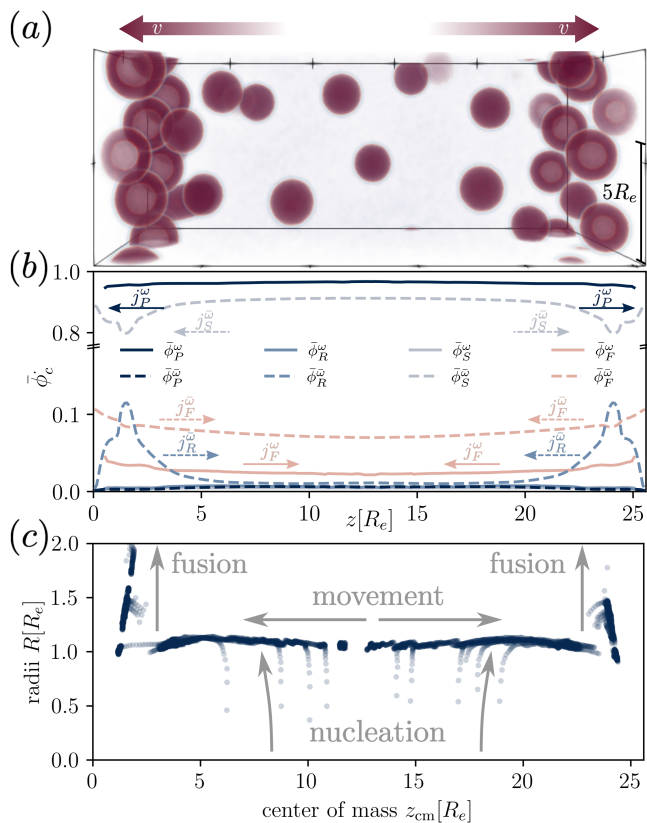 (a)
v
v
5R_e
(b)
1.0
j_P^ω
j_P^ω
0.8
j_S^ω̄
j_S^ω̄
ϕ̄_P^ω
ϕ̄_R^ω
ϕ̄_S^ω
ϕ̄_F^ω
ϕ̄_P^ω̄
ϕ̄_R^ω̄
ϕ̄_S^ω̄
ϕ̄_F^ω̄
ϕ̄_c^·
j_F^ω̄
j_F^ω̄
0.1
j_R^ω̄
j_F^ω
j_F^ω
j_R^ω̄
0.0
0
5
10
15
20
25
z[R_e]
(c)
2.0
fusion
fusion
1.5
movement
radii R[R_e]
1.0
0.5
nucleation
0.0
0
5
10
15
20
25
center of mass z_cm[R_e]